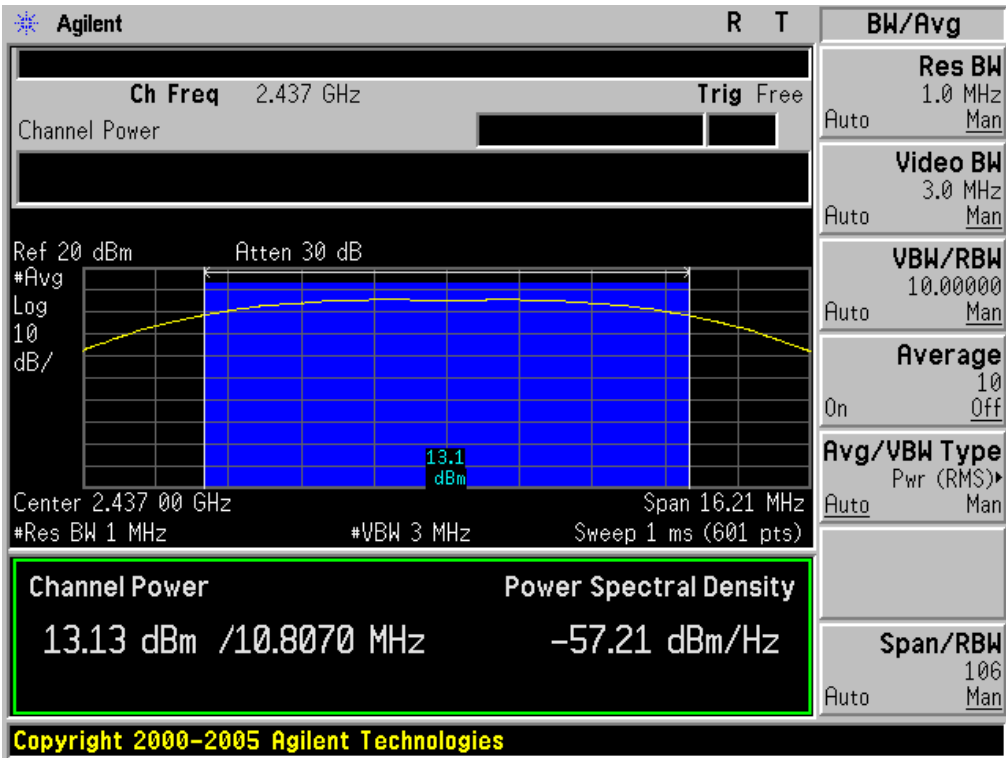 Agilent R T
Ch Freq 2.437 GHz Trig Free
Channel Power
Ref 20 dBm Atten 30 dB
#Avg
Log
10
dB/
13.1
dBm
Center 2.437 00 GHz Span 16.21 MHz
#Res BW 1 MHz #VBW 3 MHz Sweep 1 ms (601 pts)
Channel Power Power Spectral Density
13.13 dBm /10.8070 MHz -57.21 dBm/Hz
Copyright 2000-2005 Agilent Technologies
BW/Avg
Res BW
1.0 MHz
Auto Man
Video BW
3.0 MHz
Auto Man
VBW/RBW
10.00000
Auto Man
Average
10
On Off
Avg/VBW Type
Pwr (RMS)▸
Auto Man
Span/RBW
106
Auto Man